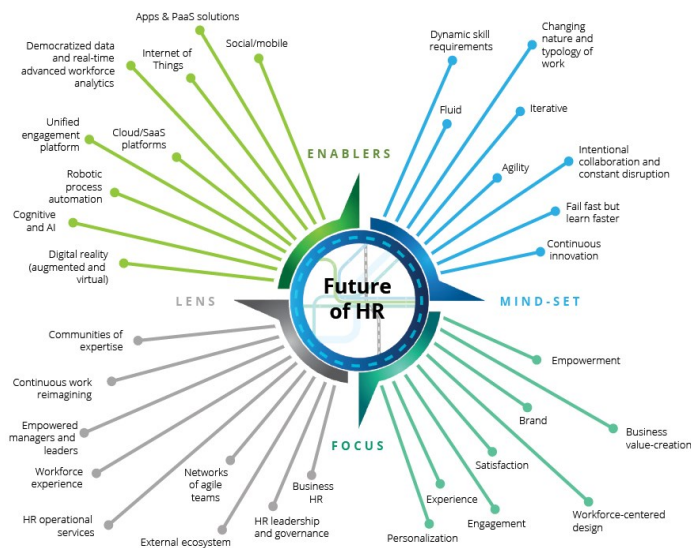 Apps & PaaS solutions
Democratized data
and real-time
advanced workforce
analytics
Internet of
Things
Social/mobile
Unified
engagement
platform
Cloud/SaaS
platforms
Robotic
process
automation
Cognitive
and AI
Digital reality
(augmented and
virtual)
ENABLERS
Dynamic skill
requirements
Changing
nature and
typology of
work
Fluid
Iterative
Agility
Intentional
collaboration and
constant disruption
Fail fast but
learn faster
Continuous
innovation
MIND-SET
Future
of HR
LENS
Communities of
expertise
Continuous work
reimagining
Empowered
managers and
leaders
Workforce
experience
HR operational
services
Networks
of agile
teams
External ecosystem
HR leadership
and governance
Business
HR
FOCUS
Empowerment
Business
value-creation
Brand
Satisfaction
Workforce-centered
design
Experience
Engagement
Personalization